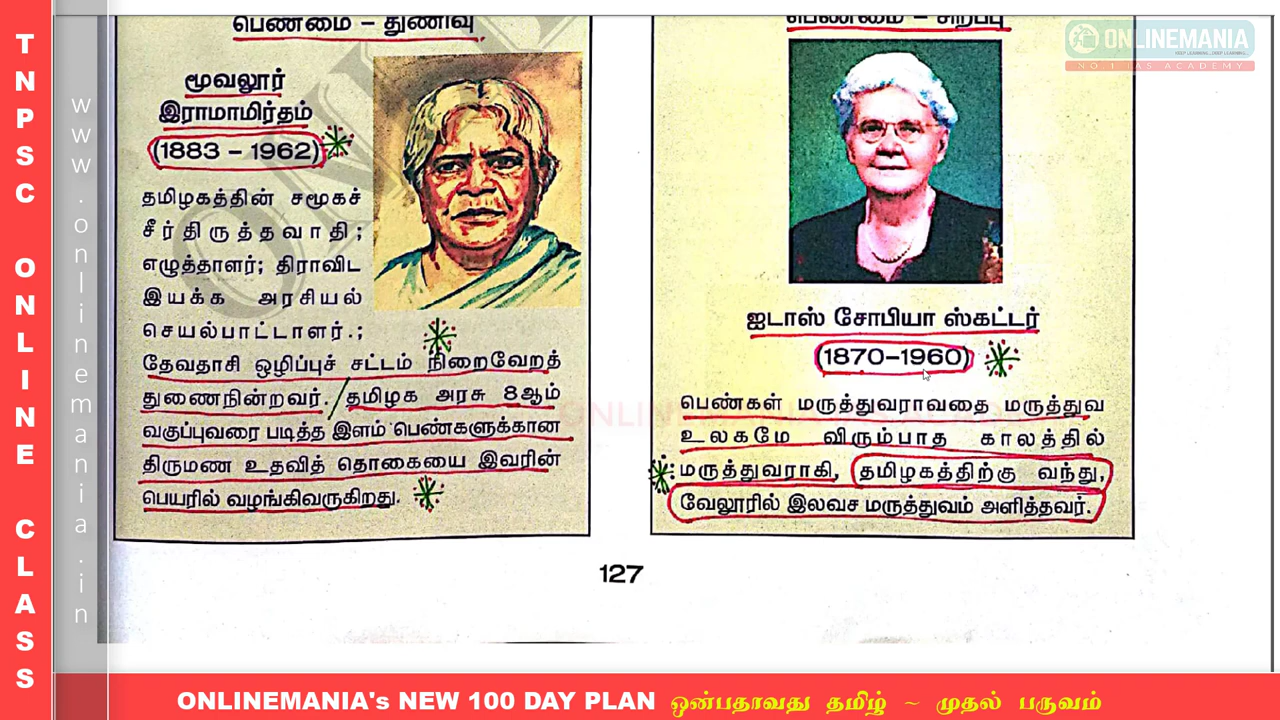 TNPSC ONLINE CLASS
www.onlinemania.in
பெண்மை – துணிவு
மூவலூர்
இராமாமிர்தம்
(1883 – 1962)
தமிழகத்தின் சமூகச்
சீர்திருத்தவாதி;
எழுத்தாளர்; திராவிட
இயக்க அரசியல்
செயல்பாட்டாளர்.;
தேவதாசி ஒழிப்புச் சட்டம் நிறைவேறத்
துணைநின்றவர். தமிழக அரசு 8ஆம்
வகுப்புவரை படித்த இளம் பெண்களுக்கான
திருமண உதவித் தொகையை இவரின்
பெயரில் வழங்கிவருகிறது.
பெண்மை – சிறப்பு
ONLINEMANIA
NO.1 IAS ACADEMY
ஐடாஸ் சோபியா ஸ்கட்டர்
(1870–1960)
பெண்கள் மருத்துவராவதை மருத்துவ
உலகமே விரும்பாத காலத்தில்
மருத்துவராகி, தமிழகத்திற்கு வந்து,
வேலூரில் இலவச மருத்துவம் அளித்தவர்.
127
ONLINEMANIA's NEW 100 DAY PLAN ஒன்பதாவது தமிழ் ~ முதல் பருவம்